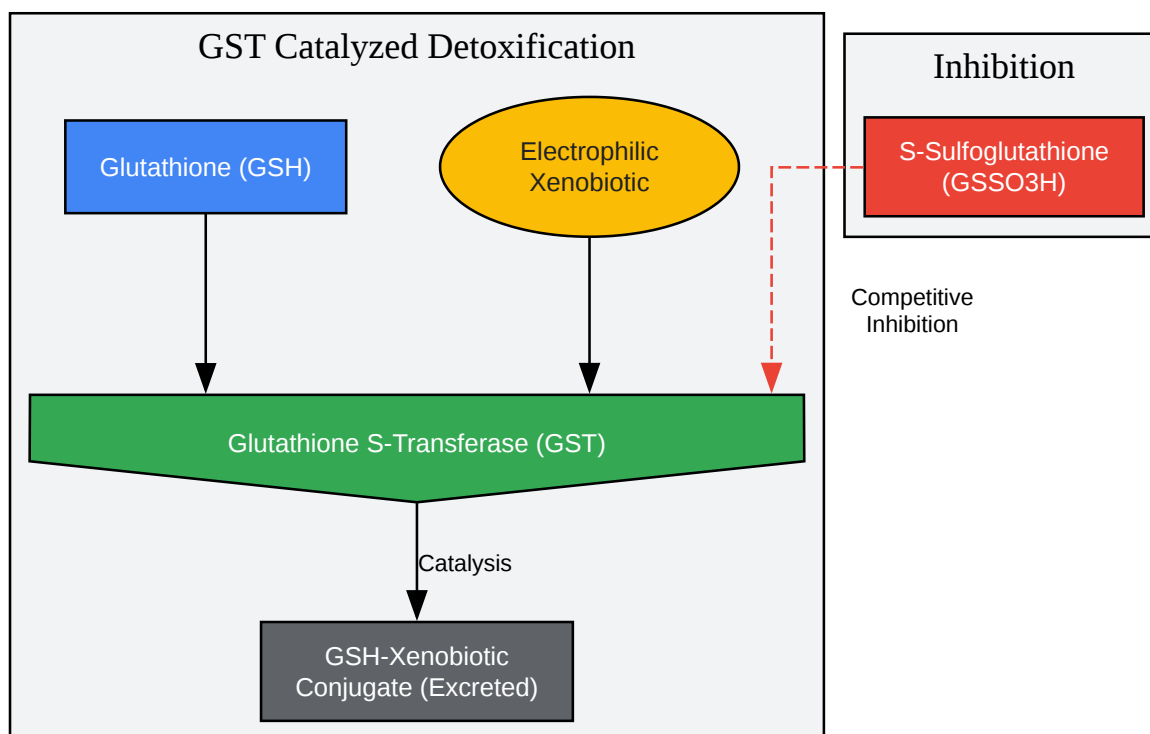 GST Catalyzed Detoxification
Inhibition
Glutathione (GSH)
Electrophilic
Xenobiotic
S-Sulfoglutathione
(GSSO3H)
Competitive
Inhibition
Glutathione S-Transferase (GST)
Catalysis
GSH-Xenobiotic
Conjugate (Excreted)